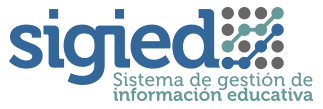 sigied
Sistema de gestión de
información educativa